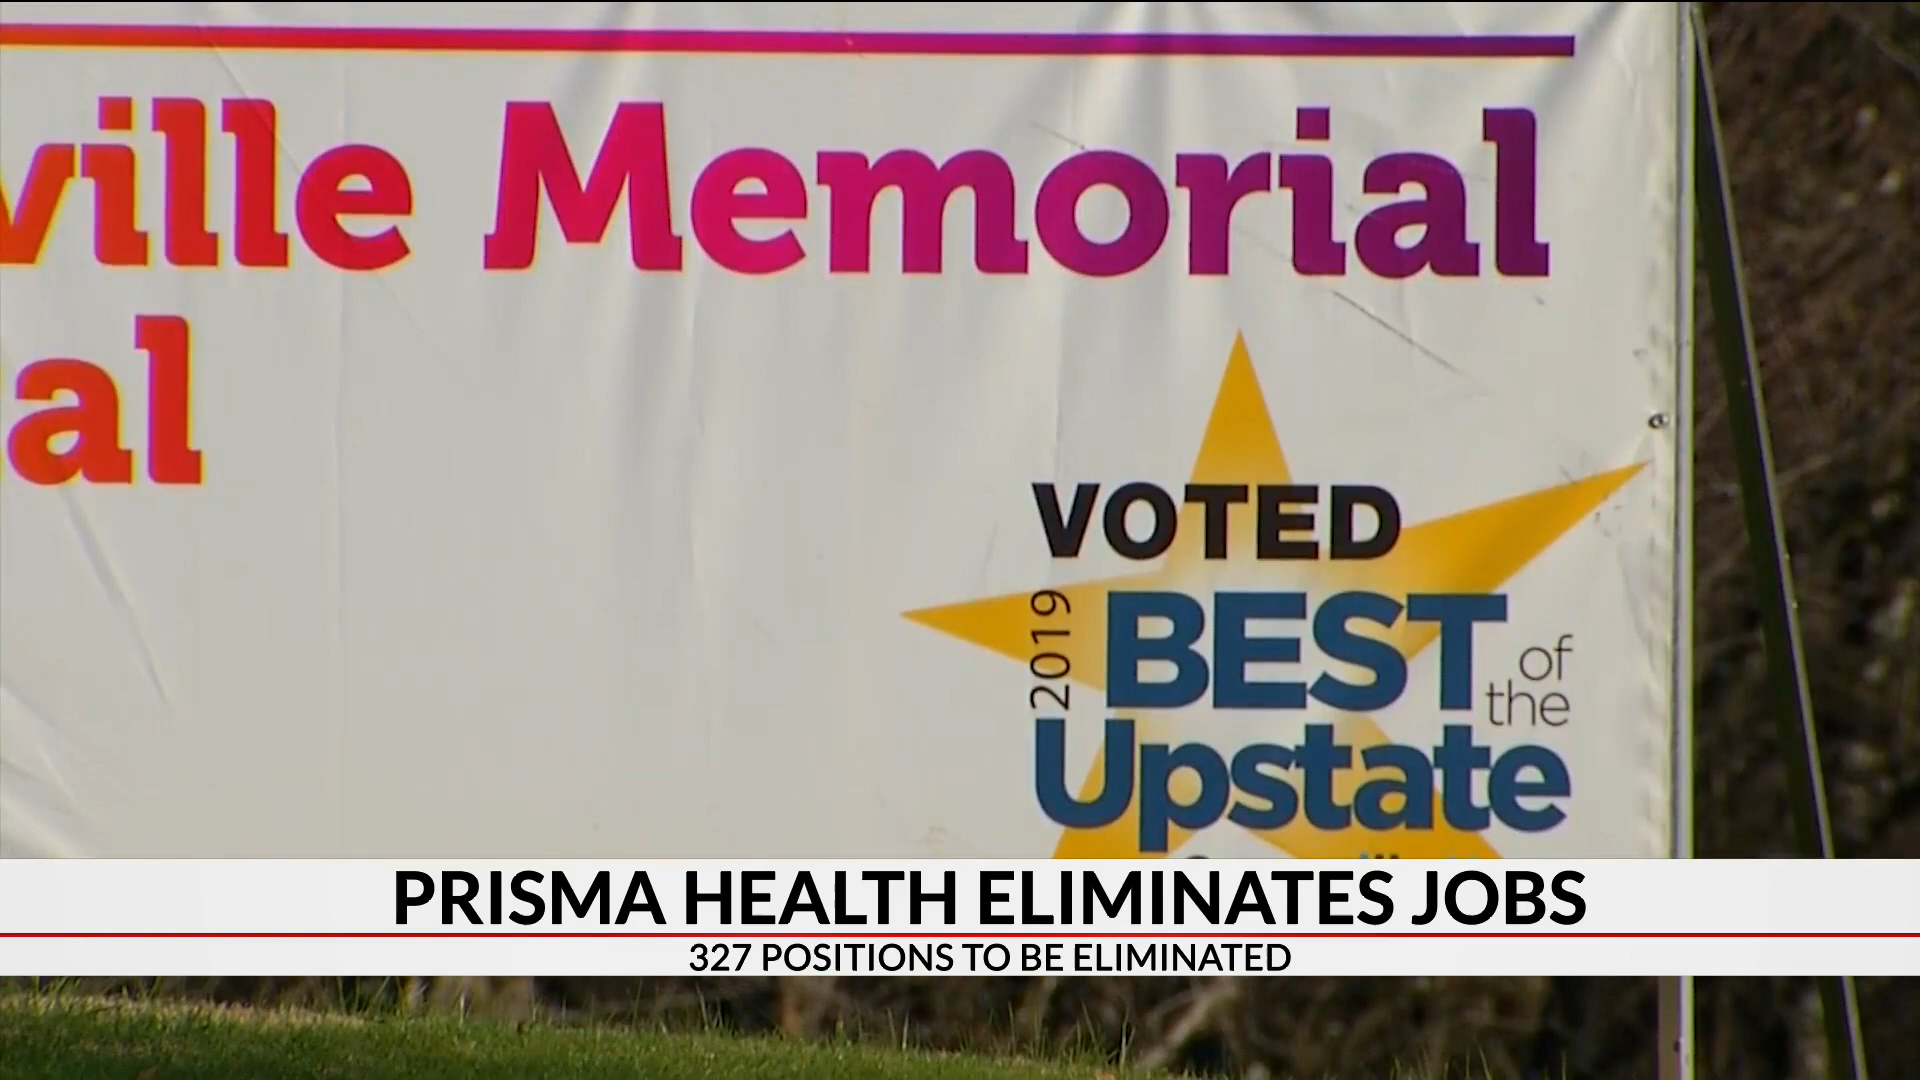 ville Memorial
al
VOTED
2019
BEST
of
the
Upstate
PRISMA HEALTH ELIMINATES JOBS
327 POSITIONS TO BE ELIMINATED